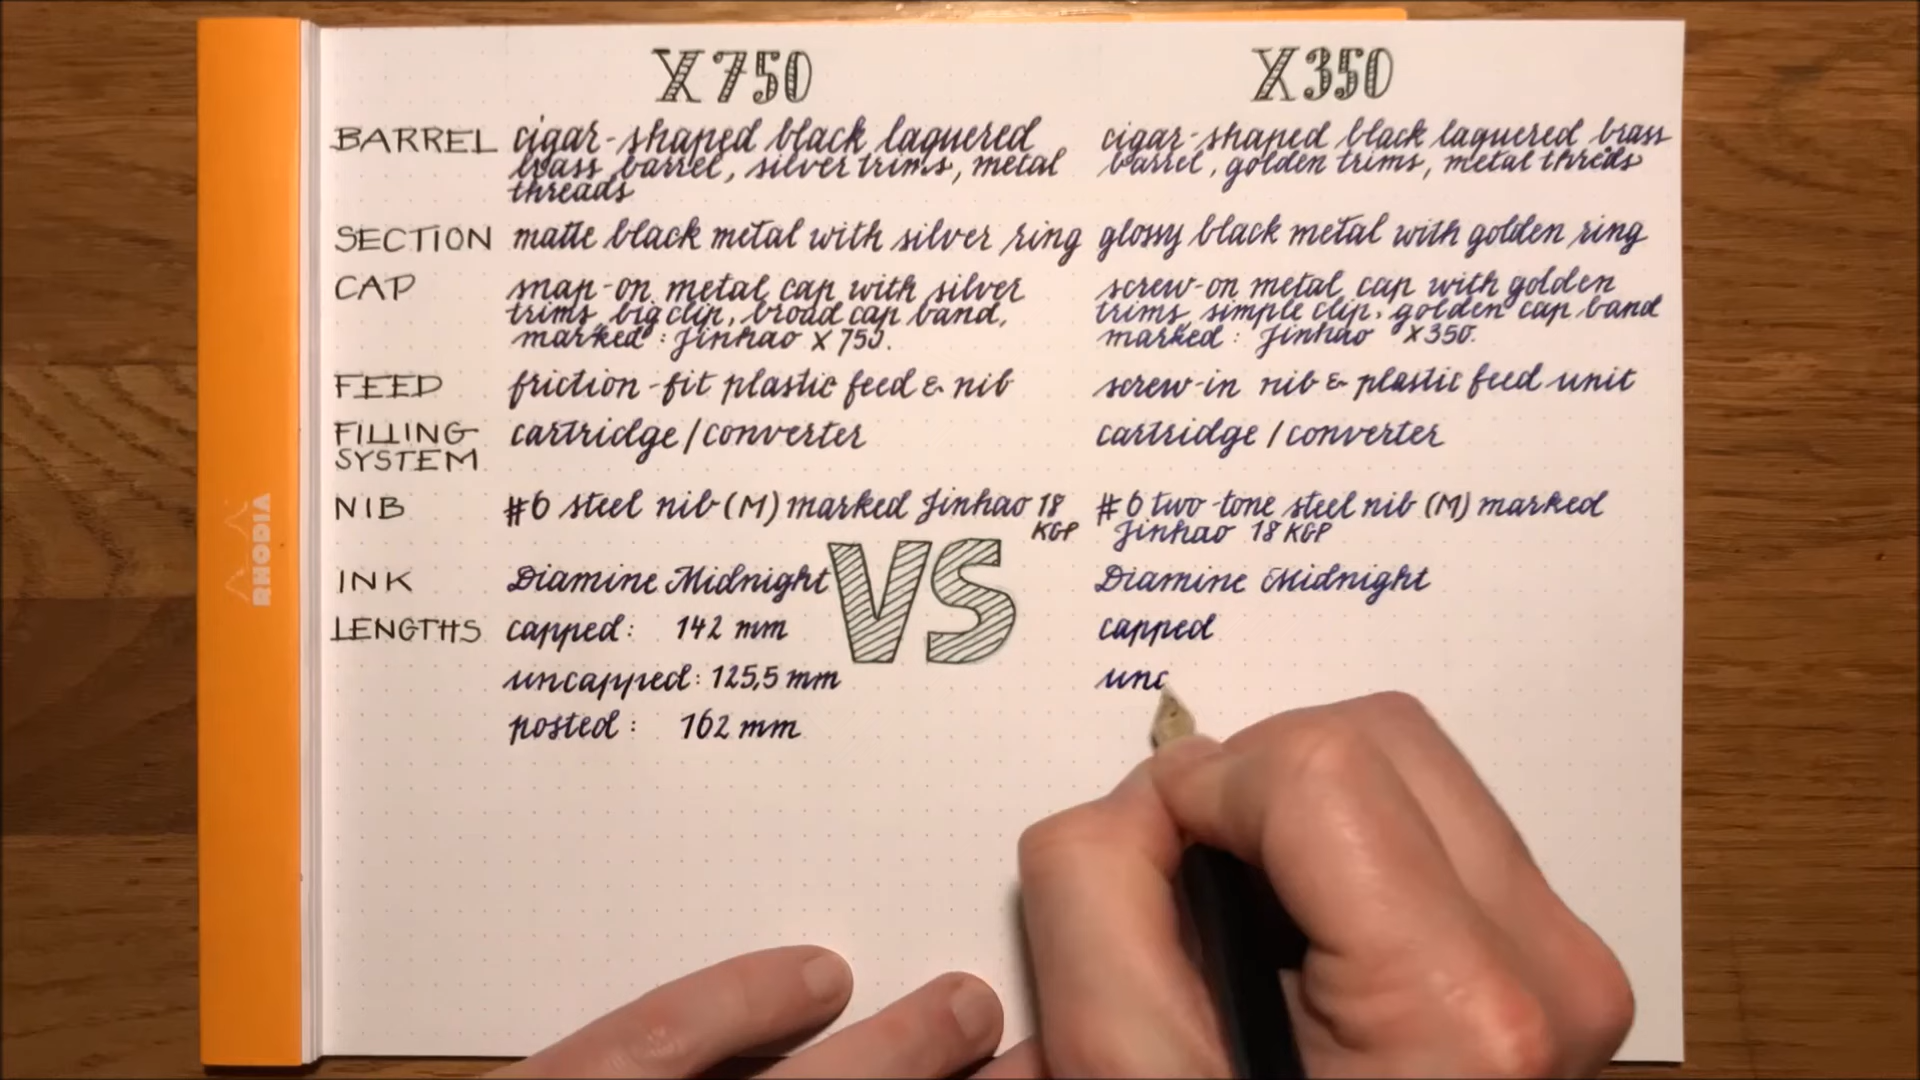 X750
X350
BARREL
cigar-shaped black laquered
brass barrel, silver trims, metal
threads
cigar-shaped black laquered brass
barrel, golden trims, metal threds
SECTION
matte black metal with silver ring
glossy black metal with golden ring
CAP
snap-on metal cap with silver
trims, big clip, broad cap band,
marked: Jinhao x750.
screw-on metal cap with golden
trims, simple clip, golden cap band
marked: Jinhao x350.
FEED
friction-fit plastic feed & nib
screw-in nib & plastic feed unit
FILLING
SYSTEM
cartridge/converter
cartridge/converter
NIB
#6 steel nib (M) marked Jinhao 18
KGP
#6 two-tone steel nib (M) marked
Jinhao 18 KGP
VS
INK
Diamine Midnight
Diamine Midnight
LENGTHS
capped: 142 mm
uncapped: 125,5 mm
posted: 162 mm
capped
unc
RHODIA